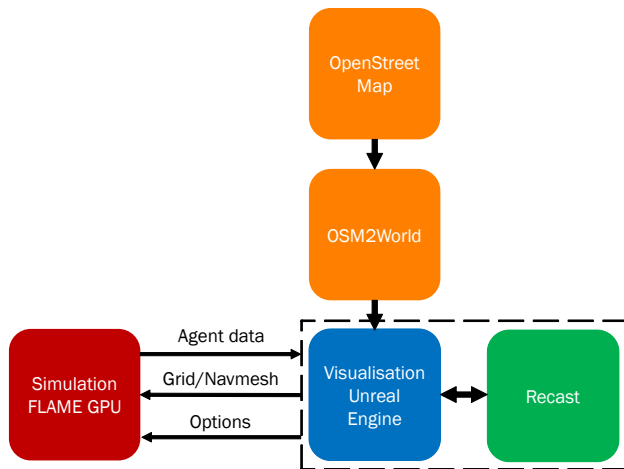 OpenStreet
Map
OSM2World
Agent data
Simulation
FLAME GPU
Grid/Navmesh
Options
Visualisation
Unreal
Engine
Recast